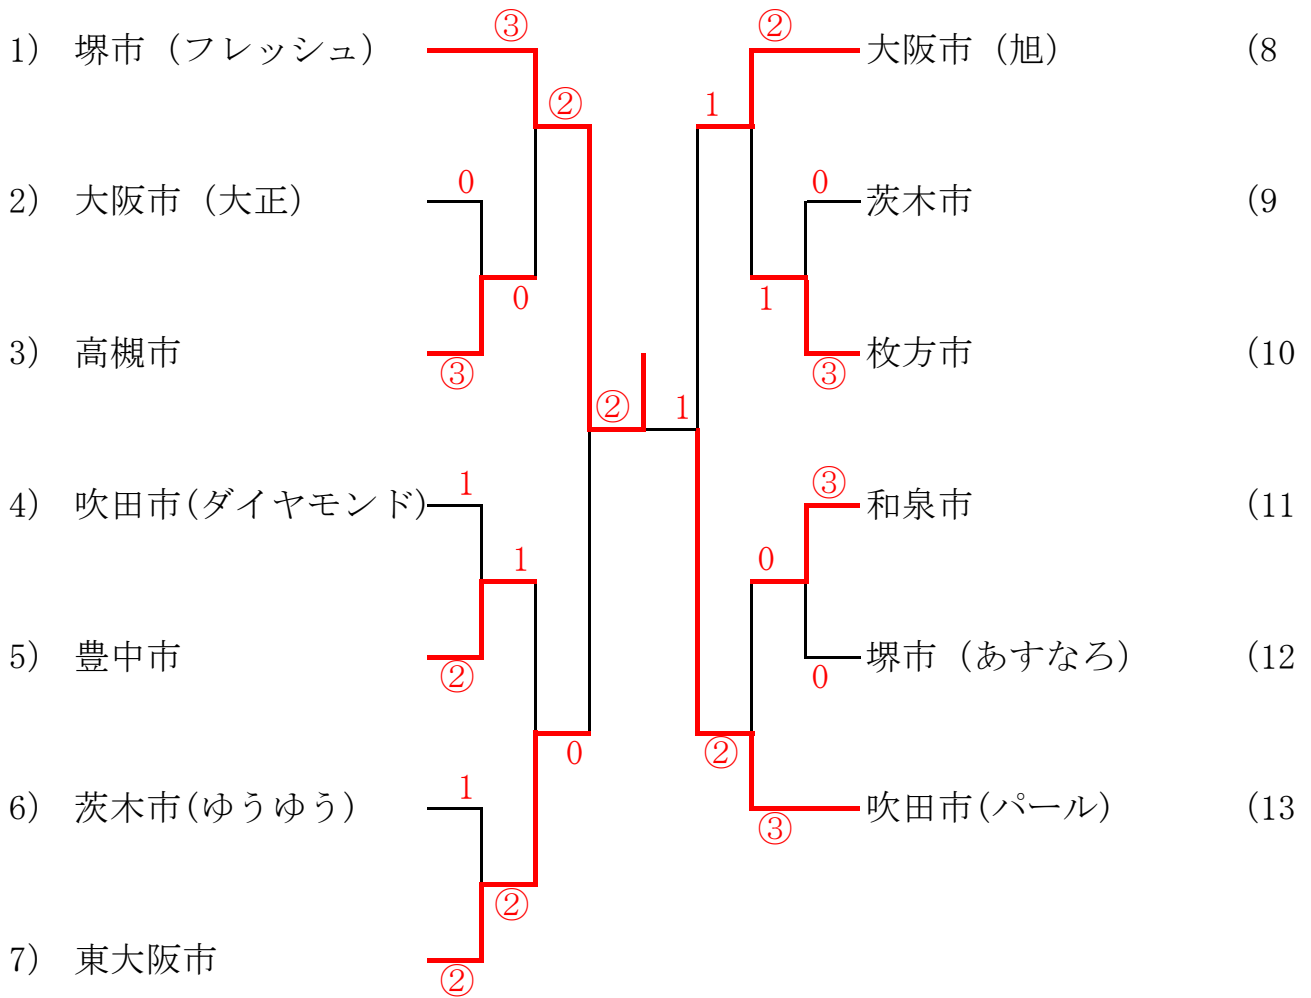 ③ ②
1) 堺市（フレッシュ） 大阪市（旭） (8
② 1
0 0
2) 大阪市（大正） 茨木市 (9
0 1
3) 高槻市 枚方市 (10
③ ③
② 1
1 ③
4) 吹田市(ダイヤモンド) 和泉市 (11
1 0
5) 豊中市 堺市（あすなろ） (12
② 0
0 ②
1
6) 茨木市(ゆうゆう) 吹田市(パール) (13
③
②
7) 東大阪市
②